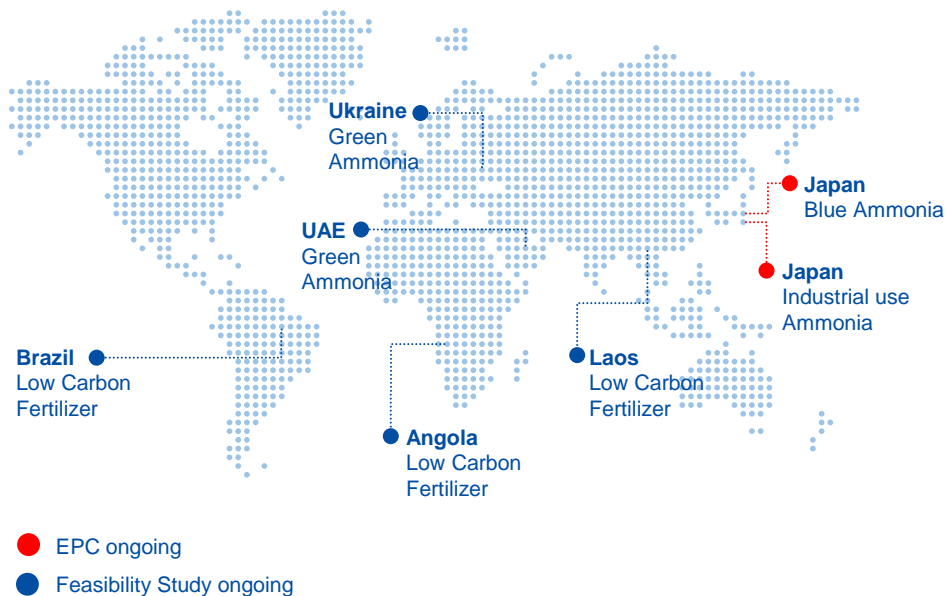 Ukraine
Green
Ammonia
Japan
Blue Ammonia
UAE
Green
Ammonia
Japan
Industrial use
Ammonia
Brazil
Low Carbon
Fertilizer
Laos
Low Carbon
Fertilizer
Angola
Low Carbon
Fertilizer
EPC ongoing
Feasibility Study ongoing